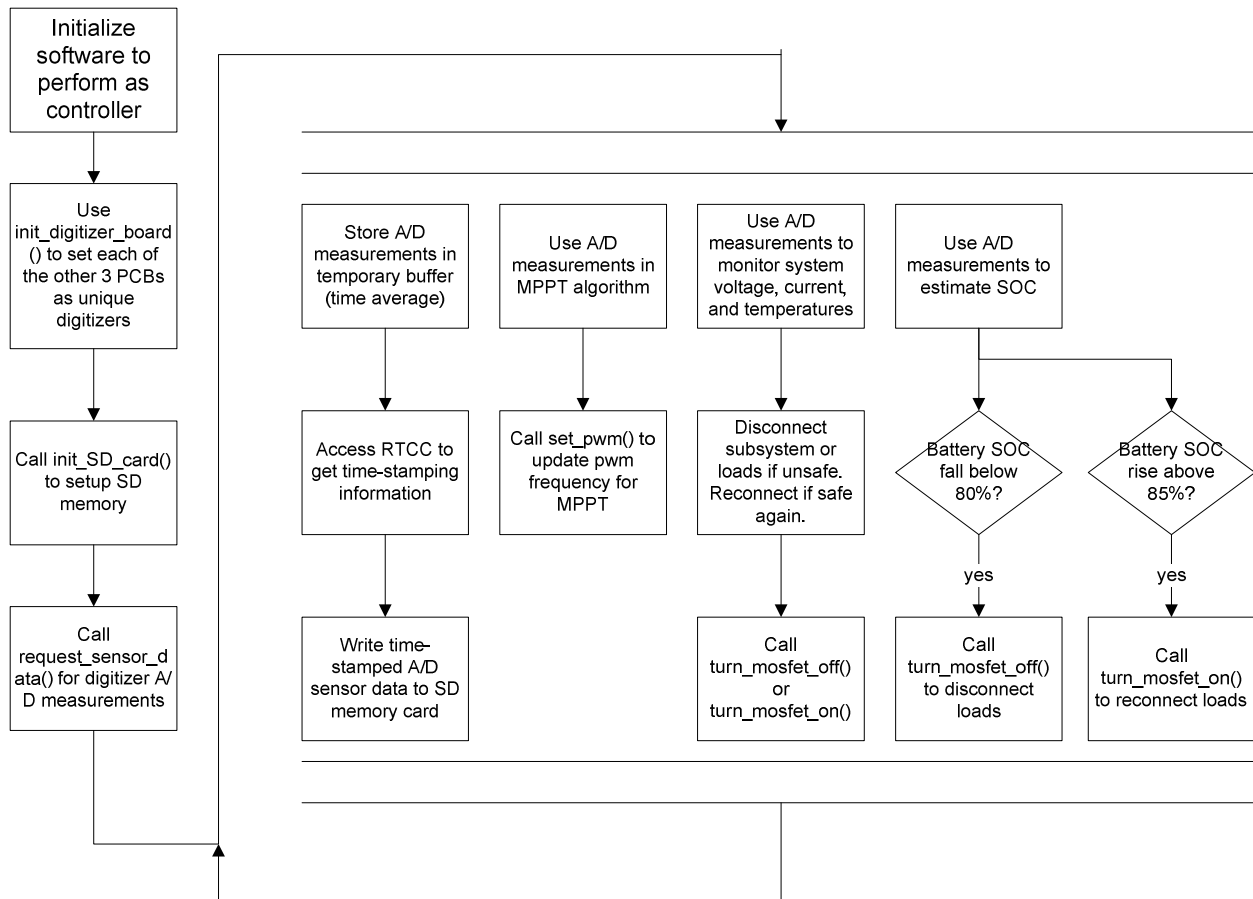 Initialize
software to
perform as
controller
Use
init_digitizer_board
() to set each of
the other 3 PCBs
as unique
digitizers
Call init_SD_card()
to setup SD
memory
Call
request_sensor_d
ata() for digitizer A/
D measurements
Store A/D
measurements in
temporary buffer
(time average)
Access RTCC to
get time-stamping
information
Write time-
stamped A/D
sensor data to SD
memory card
Use A/D
measurements in
MPPT algorithm
Call set_pwm() to
update pwm
frequency for
MPPT
Use A/D
measurements to
monitor system
voltage, current,
and temperatures
Disconnect
subsystem or
loads if unsafe.
Reconnect if safe
again.
Call
turn_mosfet_off()
or
turn_mosfet_on()
Use A/D
measurements to
estimate SOC
Battery SOC
fall below
80%?
yes
Call
turn_mosfet_off()
to disconnect
loads
Battery SOC
rise above
85%?
yes
Call
turn_mosfet_on()
to reconnect loads